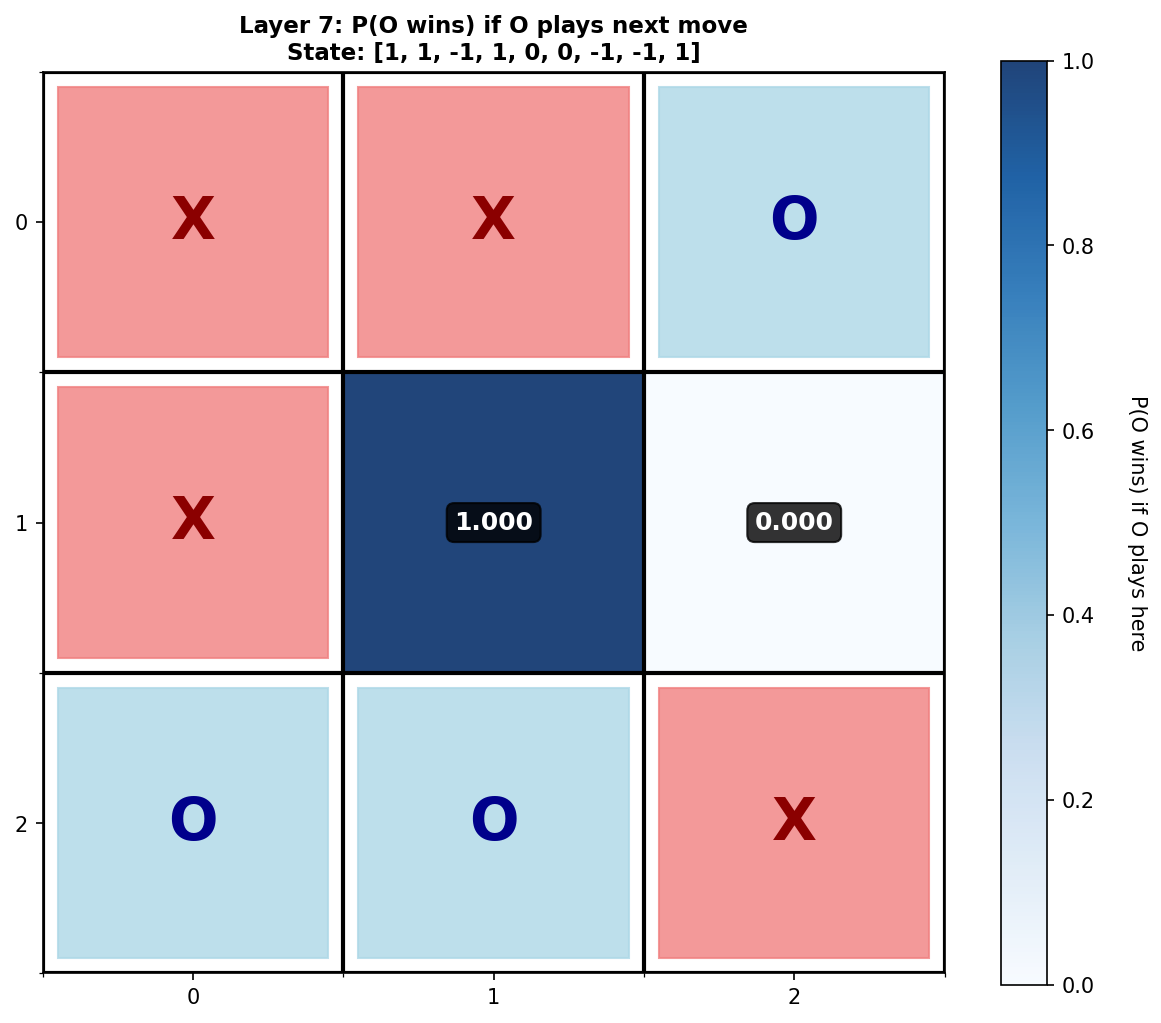 Layer 7: P(O wins) if O plays next move
State: [1, 1, -1, 1, 0, 0, -1, -1, 1]
1.0
0.8
0.6
0.4
0.2
0.0
P(O wins) if O plays here
0
X
X
O
1
X
1.000
0.000
2
O
O
X
0
1
2